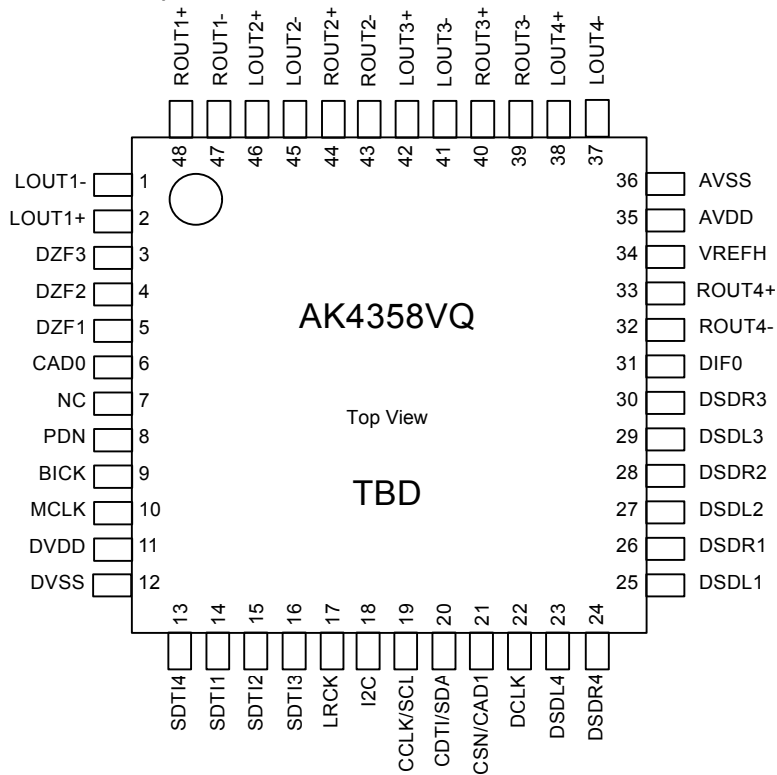 ROUT1+
ROUT1-
LOUT2+
LOUT2-
ROUT2+
ROUT2-
LOUT3+
LOUT3-
ROUT3+
ROUT3-
LOUT4+
LOUT4-
48
47
46
45
44
43
42
41
40
39
38
37
LOUT1- 1
LOUT1+ 2
DZF3 3
DZF2 4
DZF1 5
CAD0 6
NC 7
PDN 8
BICK 9
MCLK 10
DVDD 11
DVSS 12
AK4358VQ
Top View
TBD
36 AVSS
35 AVDD
34 VREFH
33 ROUT4+
32 ROUT4-
31 DIF0
30 DSDR3
29 DSDL3
28 DSDR2
27 DSDL2
26 DSDR1
25 DSDL1
13
14
15
16
17
18
19
20
21
22
23
24
SDTI4
SDTI1
SDTI2
SDTI3
LRCK
I2C
CCLK/SCL
CDTI/SDA
CSN/CAD1
DCLK
DSDL4
DSDR4